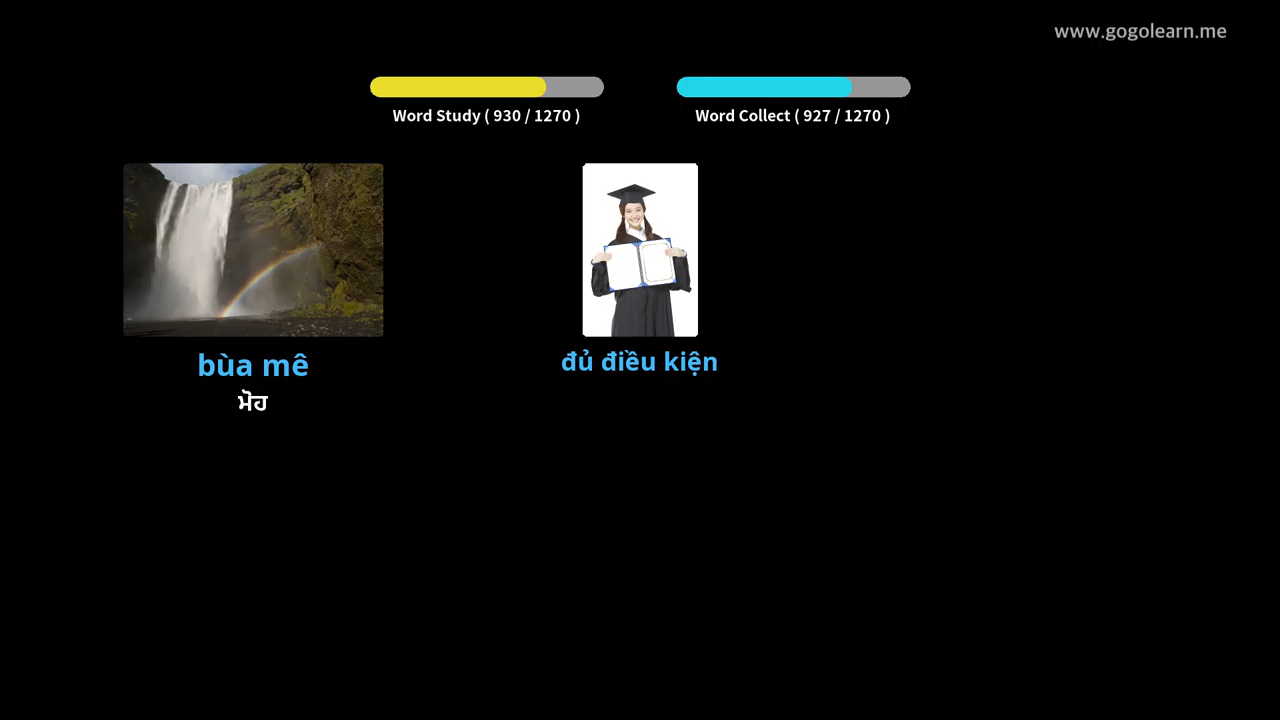 www.gogolearn.me
Word Study ( 930 / 1270 )
Word Collect ( 927 / 1270 )
bùa mê
ਮੋਹ
đủ điều kiện